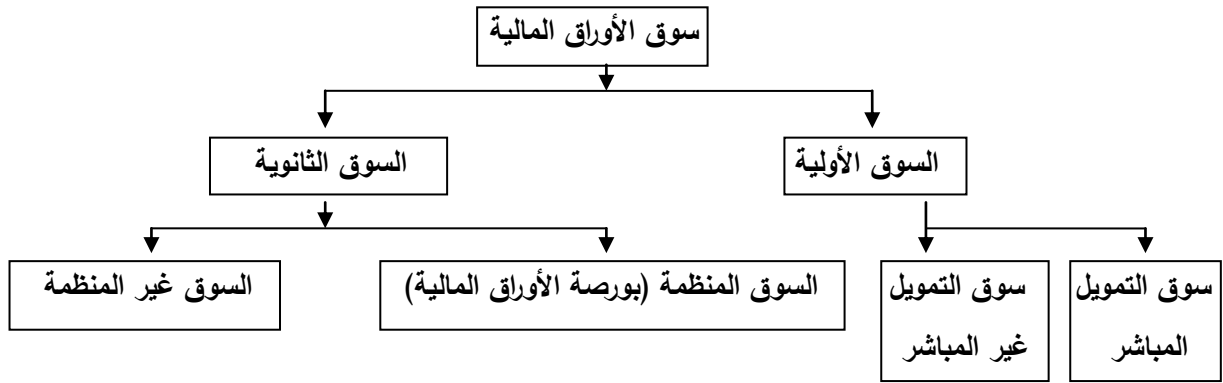 سوق الأوراق المالية
السوق الأولية
السوق الثانوية
سوق التمويل
المباشر
سوق التمويل
غير المباشر
السوق المنظمة (بورصة الأوراق المالية)
السوق غير المنظمة